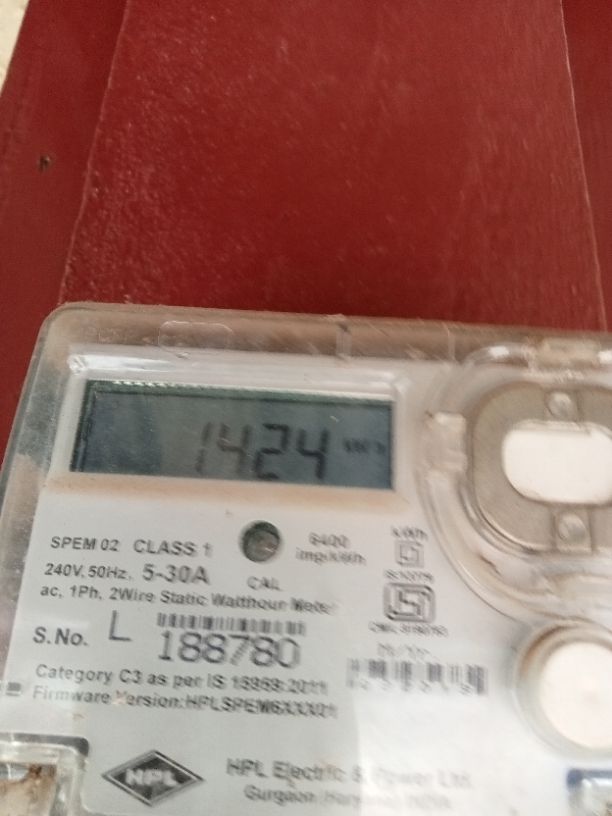 1424 kWh
SPEM 02 CLASS 1
6400
imp/kWh
kWh
240V, 50Hz, 5-30A
CAL
ac, 1Ph, 2Wire Static Watthour Meter
S.No. L 188780
Category C3 as per IS 15959:2011
Firmware Version:
HPL
HPL Electric & Power Ltd.
Gurgaon (Haryana) INDIA